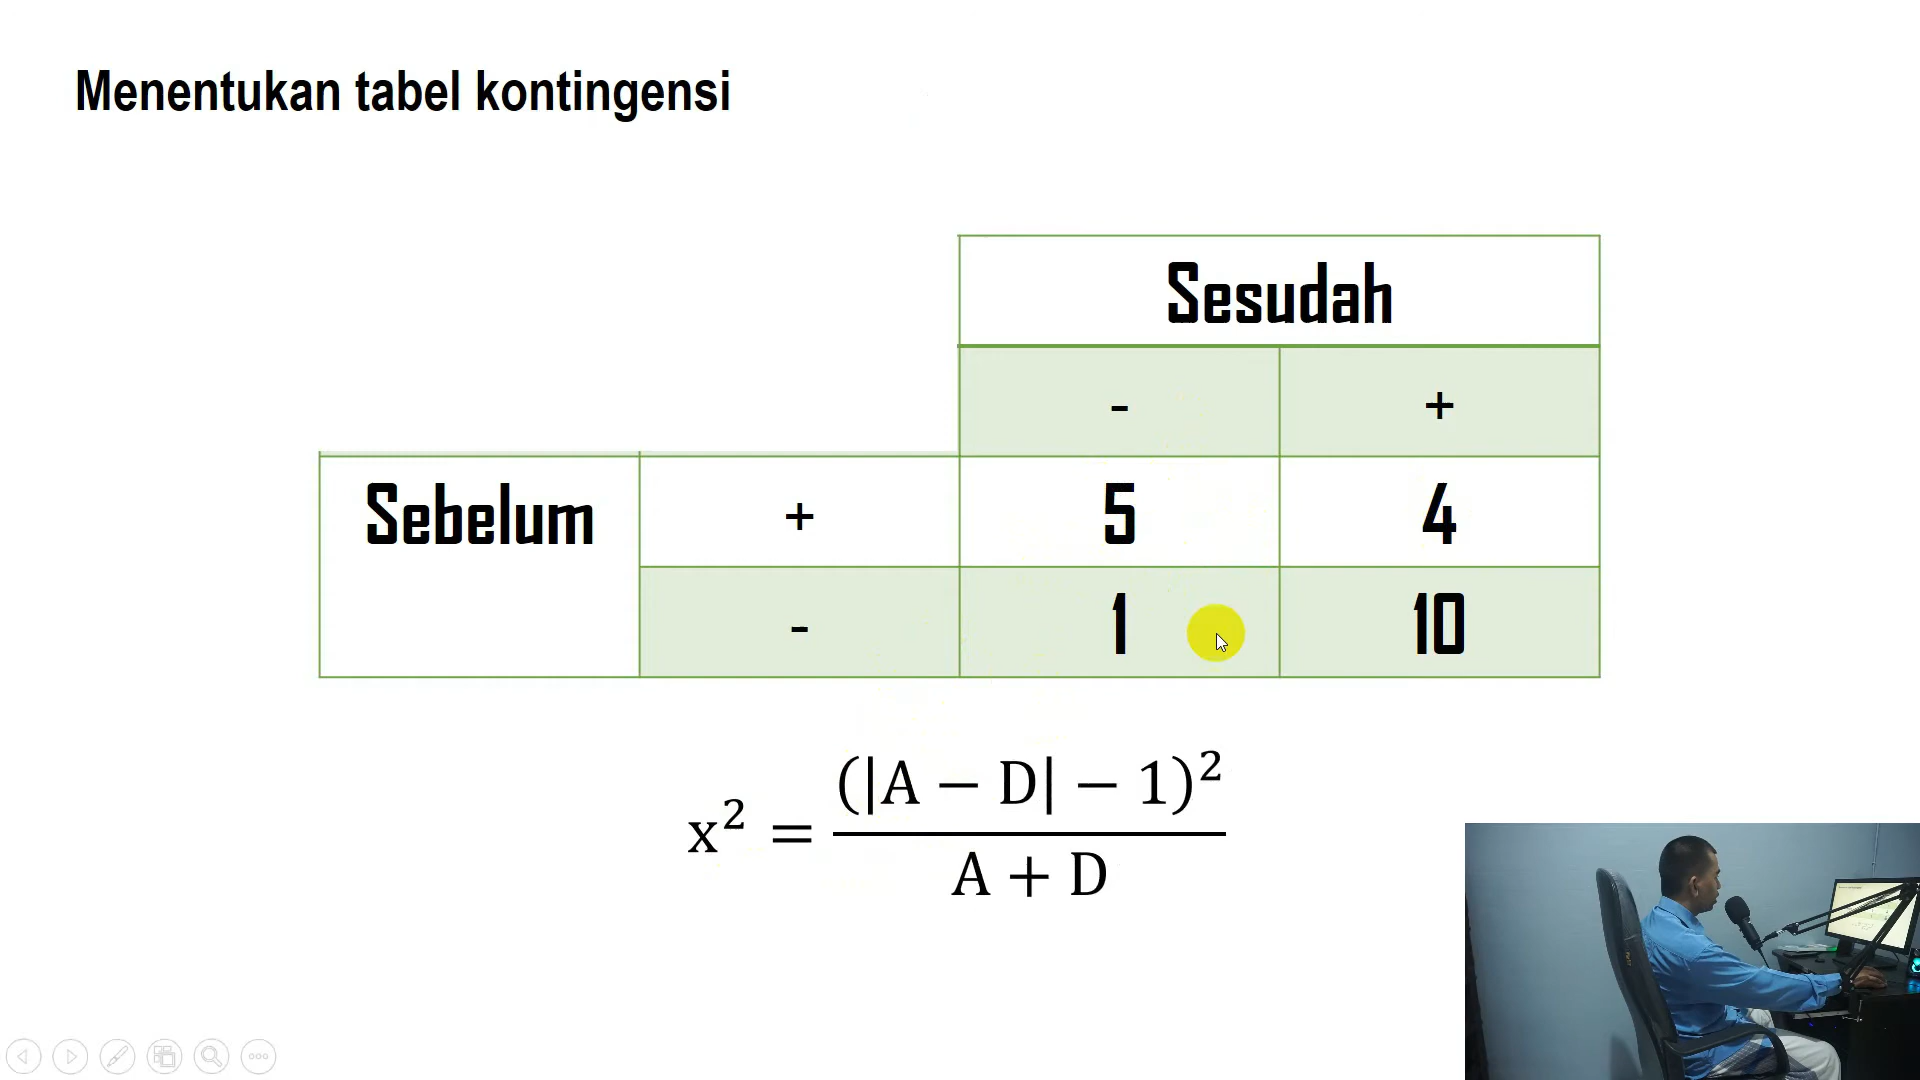 Menentukan tabel kontingensi
Sesudah
- +
Sebelum + 5 4
- 1 10
x² = (|A − D| − 1)² / A + D